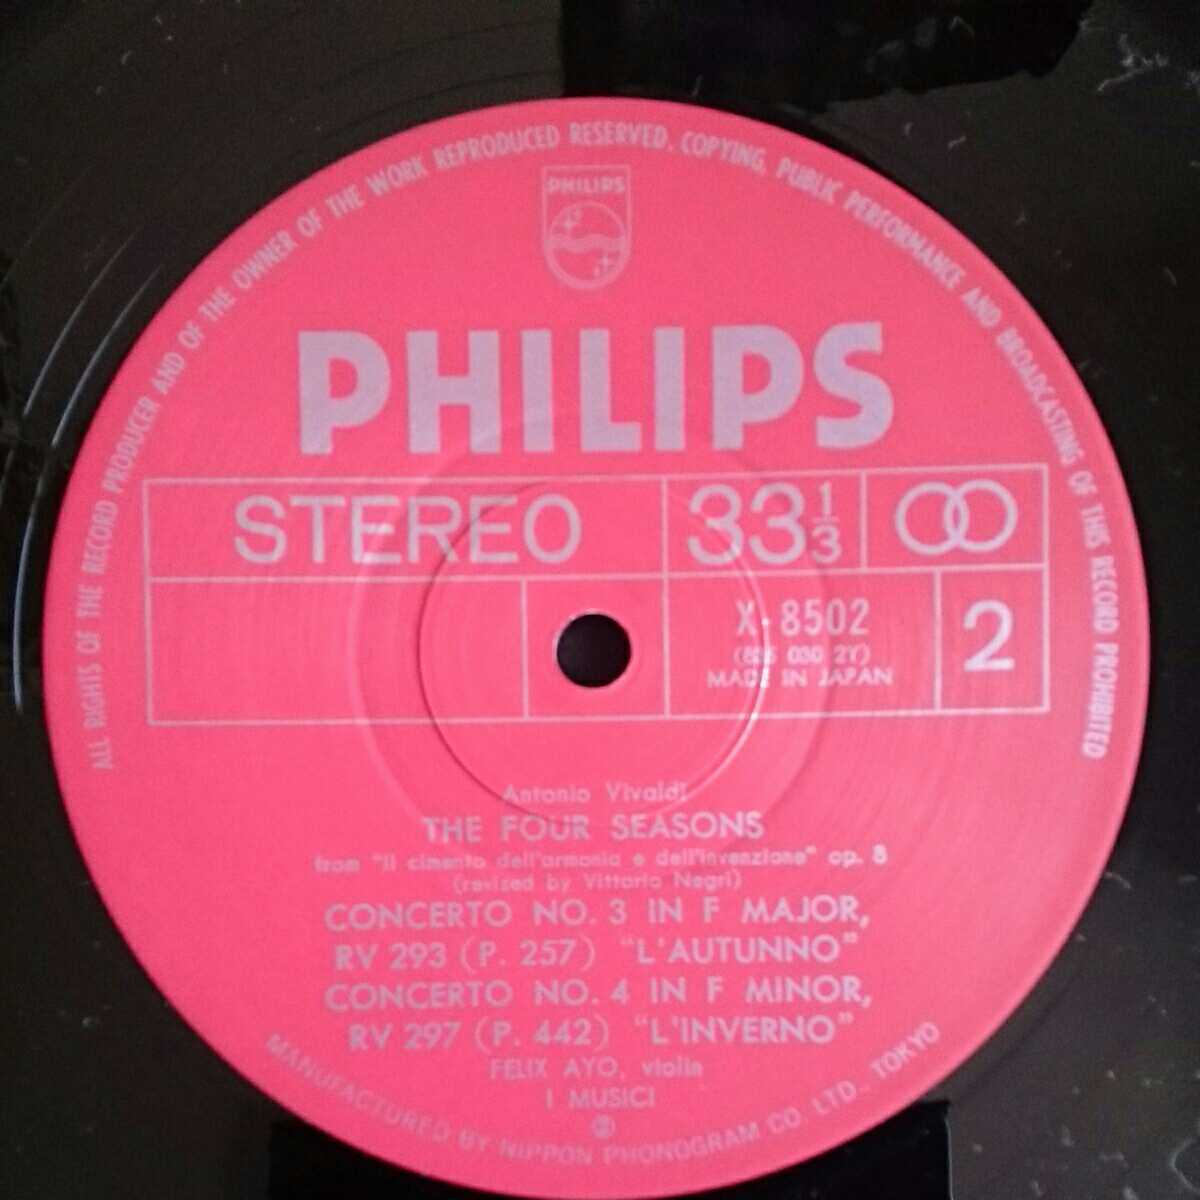 ALL RIGHTS OF THE RECORD PRODUCER AND OF THE OWNER OF THE WORK REPRODUCED RESERVED. COPYING, PUBLIC PERFORMANCE AND BROADCASTING OF THIS RECORD PROHIBITED
PHILIPS
PHILIPS
STEREO 33 1/3
X-8502 2
030 2Y)
MADE IN JAPAN
Antonio Vivaldi
THE FOUR SEASONS
from "Il cimento dell'armonia e dell'invenzione" op. 8
(revised by Vittorio Negri)
CONCERTO NO. 3 IN F MAJOR,
RV 293 (P. 257) "L'AUTUNNO"
CONCERTO NO. 4 IN F MINOR,
RV 297 (P. 442) "L'INVERNO"
FELIX AYO, violin
I MUSICI
MANUFACTURED BY NIPPON PHONOGRAM CO. LTD., TOKYO